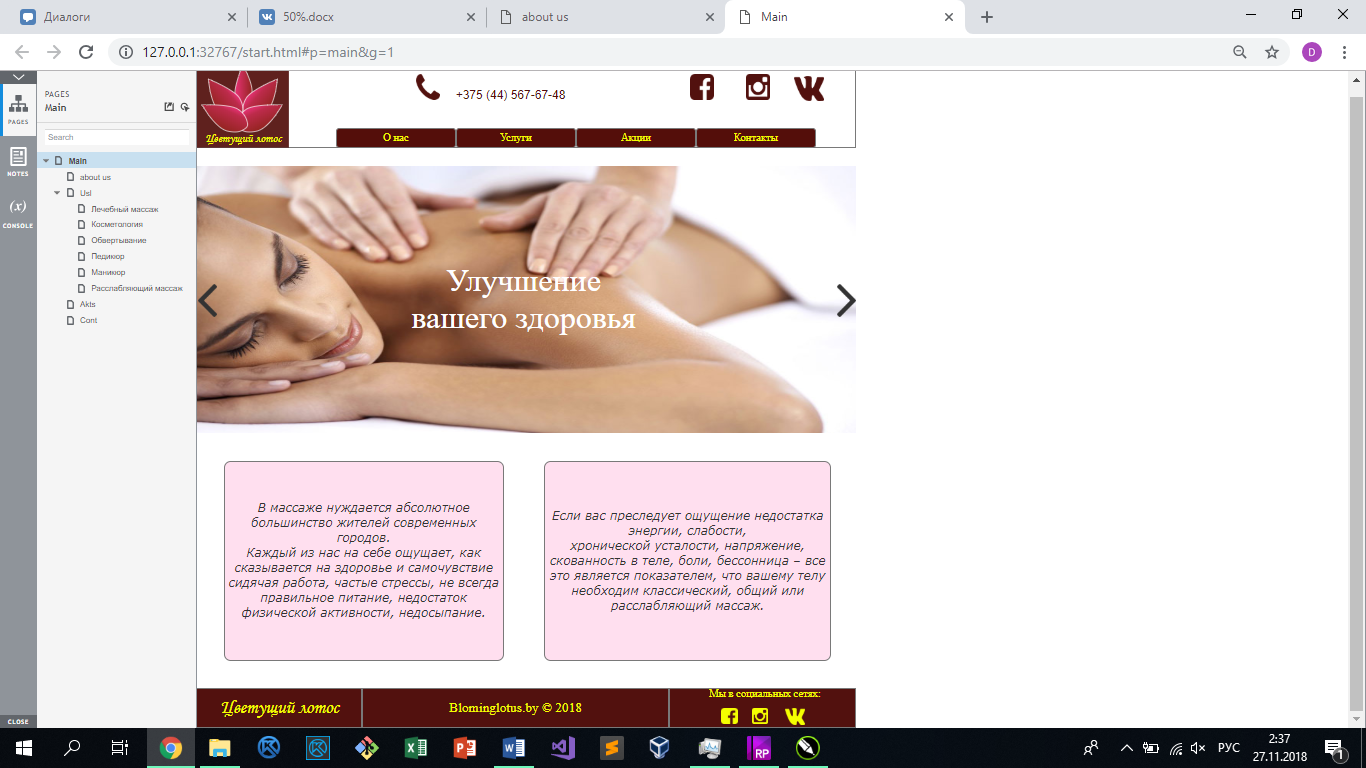 Диалоги
50%.docx
about us
Main
127.0.0.1:32767/start.html#p=main&g=1
D
PAGES
Main
Search
PAGES
NOTES
(x)
CONSOLE
CLOSE
Main
about us
Usl
Лечебный массаж
Косметология
Обвертывание
Педикюр
Маникюр
Расслабляющий массаж
Akts
Cont
Цветущий лотос
+375 (44) 567-67-48
О нас
Услуги
Акции
Контакты
Улучшение
вашего здоровья
В массаже нуждается абсолютное
большинство жителей современных
городов.
Каждый из нас на себе ощущает, как
сказывается на здоровье и самочувствие
сидячая работа, частые стрессы, не всегда
правильное питание, недостаток
физической активности, недосыпание.
Если вас преследует ощущение недостатка
энергии, слабости,
хронической усталости, напряжение,
скованность в теле, боли, бессонница – все
это является показателем, что вашему телу
необходим классический, общий или
расслабляющий массаж.
Цветущий лотос
Blominglotus.by © 2018
Мы в социальных сетях:
RP
РУС
2:37
27.11.2018
1